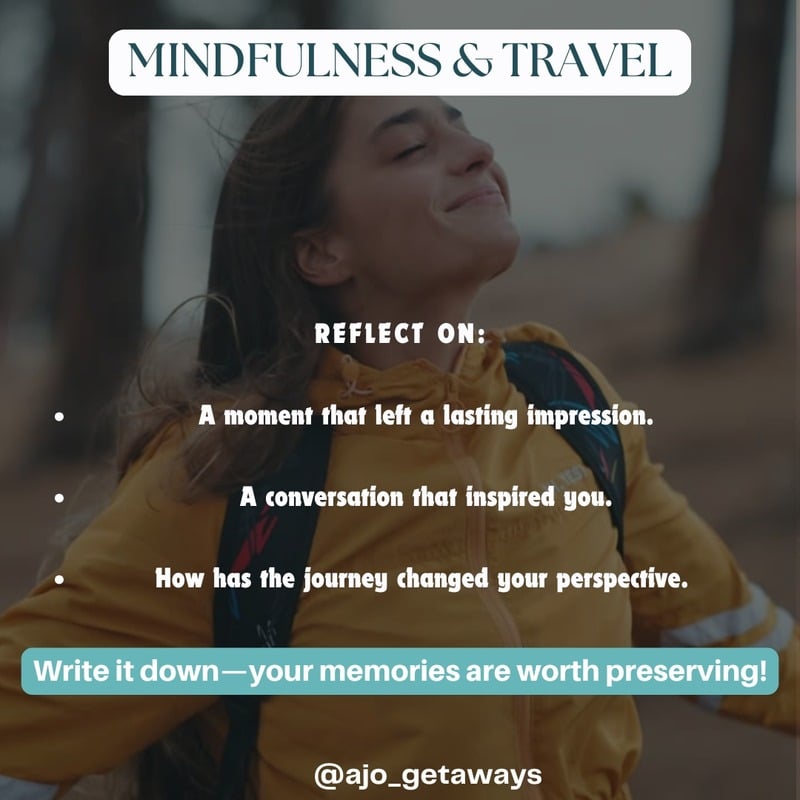 MINDFULNESS & TRAVEL
REFLECT ON:
• A moment that left a lasting impression.
• A conversation that inspired you.
• How has the journey changed your perspective.
Write it down—your memories are worth preserving!
@ajo_getaways